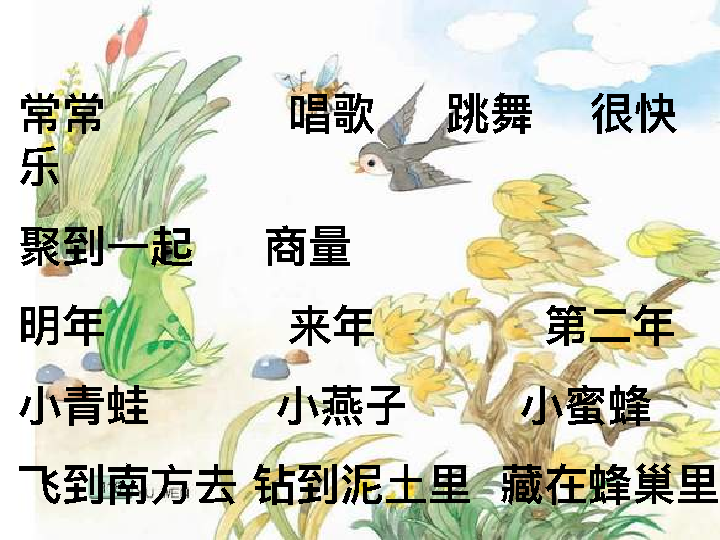 常常 唱歌 跳舞 很快
乐
聚到一起 商量
明年 来年 第二年
小青蛙 小燕子 小蜜蜂
飞到南方去 钻到泥土里 藏在蜂巢里